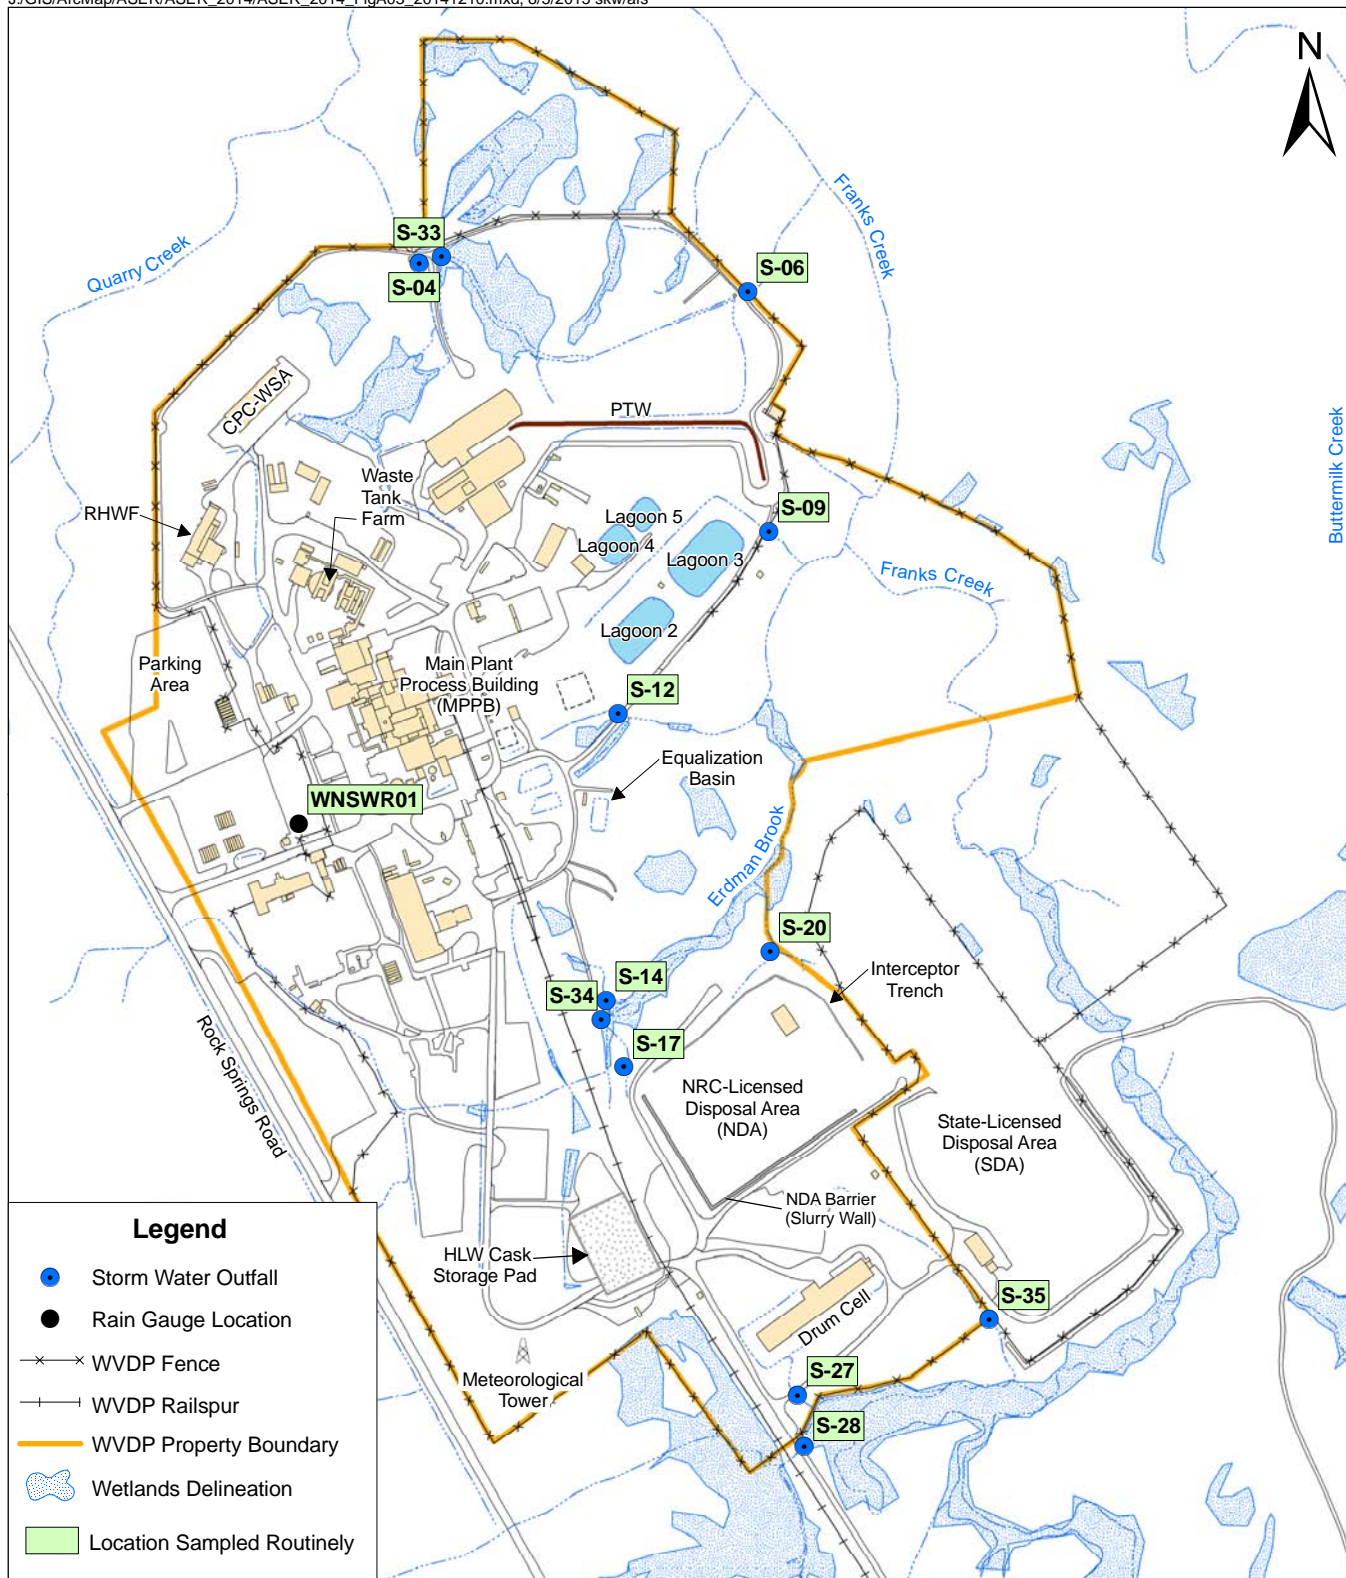 N
Franks Creek
S-33
Quarry Creek
S-06
S-04
CPC-WSA
PTW
Buttermilk Creek
Waste
Tank
Farm
RHWF
Lagoon 5
S-09
Lagoon 4
Lagoon 3
Franks Creek
Lagoon 2
Parking
Area
Main Plant
Process Building
(MPPB)
S-12
Equalization
Basin
WNSWR01
Erdman Brook
S-20
Interceptor
Trench
S-14
S-34
S-17
Rock Springs Road
NRC-Licensed
Disposal Area
(NDA)
State-Licensed
Disposal Area
(SDA)
NDA Barrier
(Slurry Wall)
HLW Cask
Storage Pad
Drum Cell
S-35
Meteorological
Tower
S-27
S-28
Legend
Storm Water Outfall
Rain Gauge Location
WVDP Fence
WVDP Railspur
WVDP Property Boundary
Wetlands Delineation
Location Sampled Routinely